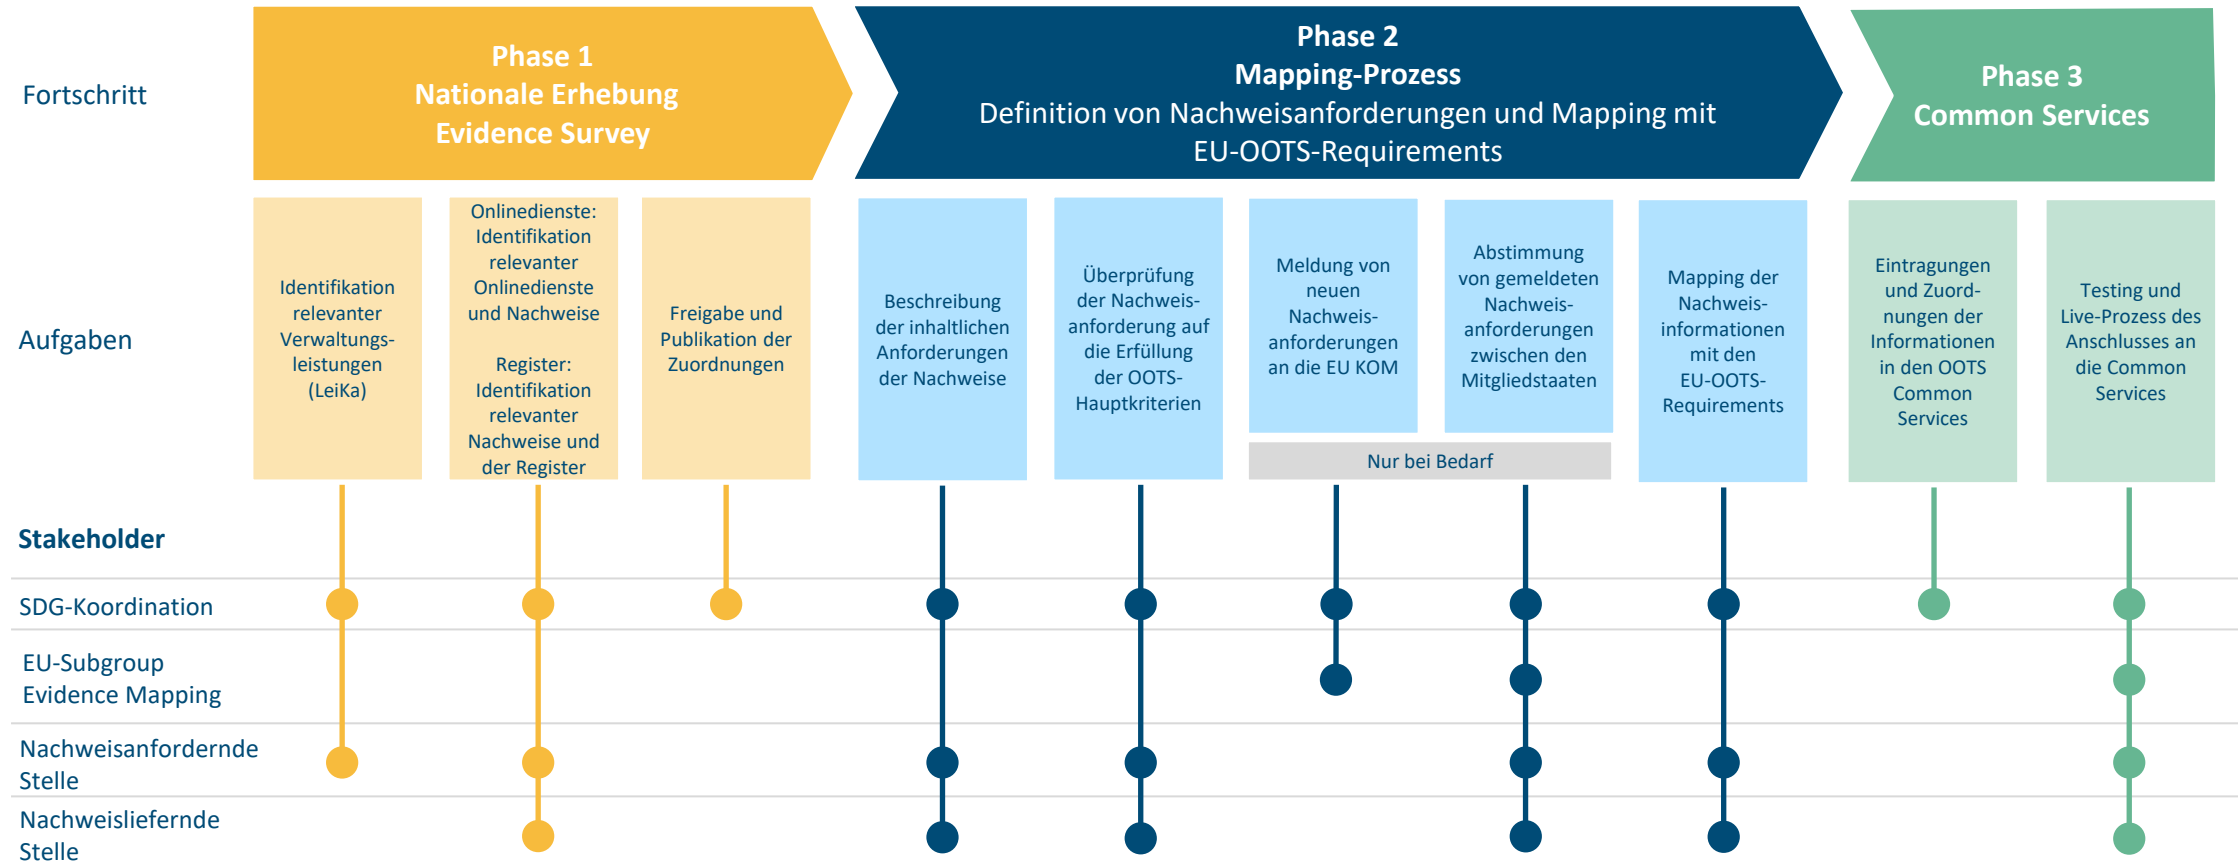 Fortschritt
Phase 1
Nationale Erhebung
Evidence Survey
Phase 2
Mapping-Prozess
Definition von Nachweisanforderungen und Mapping mit
EU-OOTS-Requirements
Phase 3
Common Services
Aufgaben
Identifikation
relevanter
Verwaltungs-
leistungen
(LeiKa)
Onlinedienste:
Identifikation
relevanter
Onlinedienste
und Nachweise
Register:
Identifikation
relevanter
Nachweise und
der Register
Freigabe und
Publikation der
Zuordnungen
Beschreibung
der inhaltlichen
Anforderungen
der Nachweise
Überprüfung
der Nachweis-
anforderung auf
die Erfüllung
der OOTS-
Hauptkriterien
Meldung von
neuen
Nachweis-
anforderungen
an die EU KOM
Abstimmung
von gemeldeten
Nachweis-
anforderungen
zwischen den
Mitgliedstaaten
Nur bei Bedarf
Mapping der
Nachweis-
informationen
mit den
EU-OOTS-
Requirements
Eintragungen
und Zuord-
nungen der
Informationen
in den OOTS
Common
Services
Testing und
Live-Prozess des
Anschlusses an
die Common
Services
Stakeholder
SDG-Koordination
EU-Subgroup
Evidence Mapping
Nachweisanfordernde
Stelle
Nachweisliefernde
Stelle